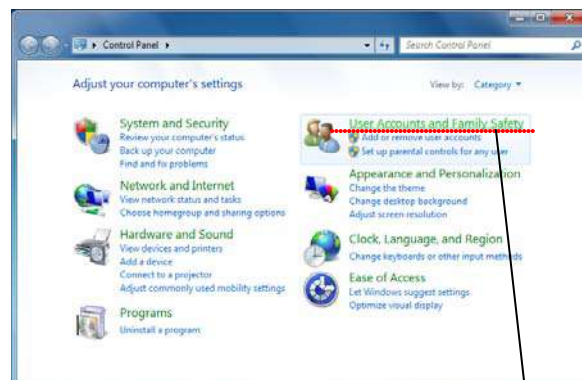 Control Panel
Search Control Panel
Adjust your computer's settings
View by: Category
System and Security
Review your computer's status
Back up your computer
Find and fix problems
Network and Internet
View network status and tasks
Choose homegroup and sharing options
Hardware and Sound
View devices and printers
Add a device
Connect to a projector
Adjust commonly used mobility settings
Programs
Uninstall a program
User Accounts and Family Safety
Add or remove user accounts
Set up parental controls for any user
Appearance and Personalization
Change the theme
Change desktop background
Adjust screen resolution
Clock, Language, and Region
Change keyboards or other input methods
Ease of Access
Let Windows suggest settings
Optimize visual display